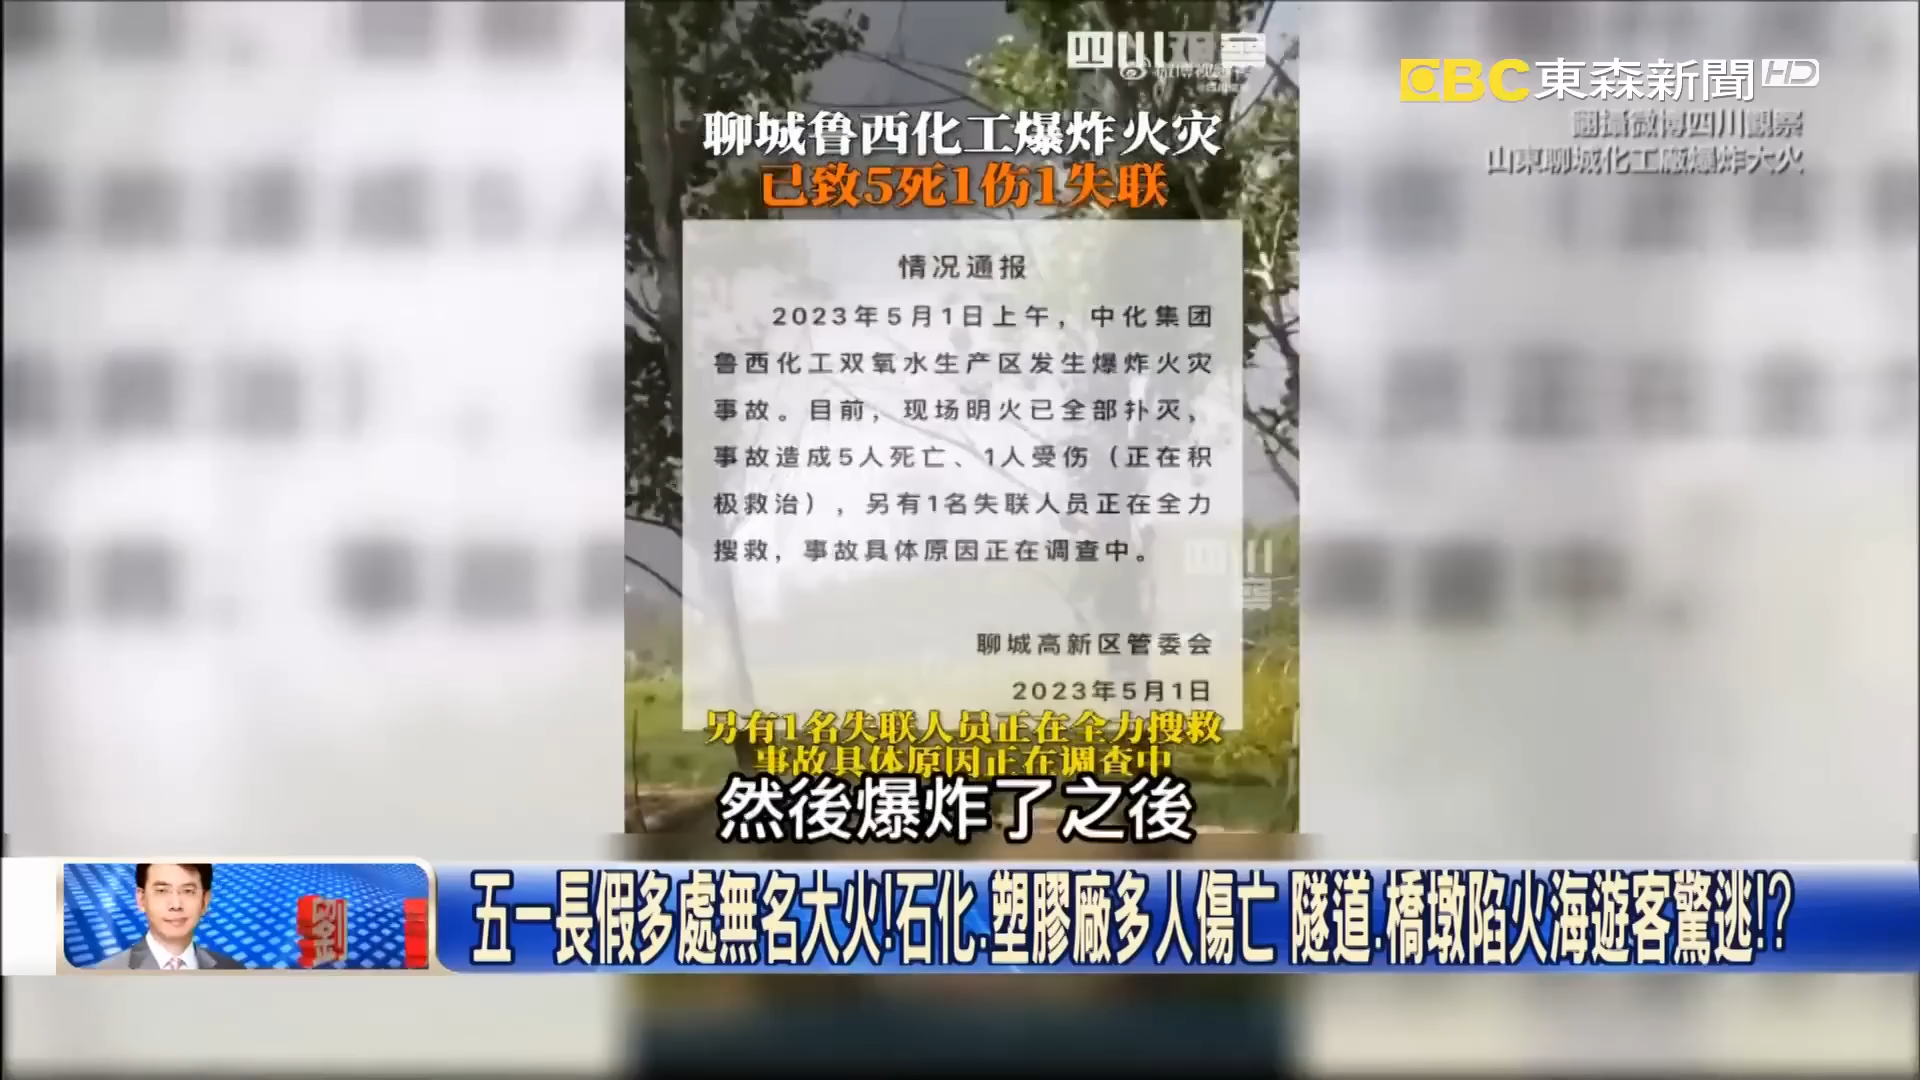 四川观察
EBC東森新聞HD
翻攝微博四川觀察
山東聊城化工廠爆炸大火
聊城鲁西化工爆炸火灾
已致5死1伤1失联
情况通报
2023年5月1日上午，中化集团
鲁西化工双氧水生产区发生爆炸火灾
事故。目前，现场明火已全部扑灭，
事故造成5人死亡、1人受伤（正在积
极救治），另有1名失联人员正在全力
搜救，事故具体原因正在调查中。
聊城高新区管委会
2023年5月1日
另有1名失联人员正在全力搜救
事故具体原因正在调查中
然後爆炸了之後
五一長假多處無名大火!石化.塑膠廠多人傷亡 隧道.橋墩陷火海遊客驚逃!?